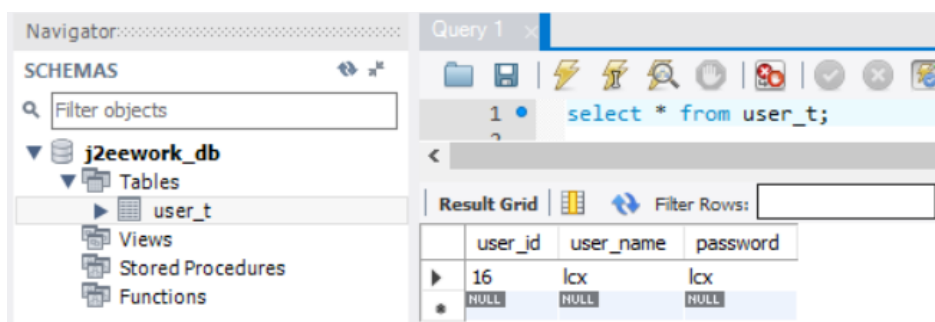 Navigator
SCHEMAS
Filter objects
j2eework_db
Tables
user_t
Views
Stored Procedures
Functions
Query 1
1 select * from user_t;
2
Result Grid Filter Rows:
user_id user_name password
16 lcx lcx
NULL NULL NULL